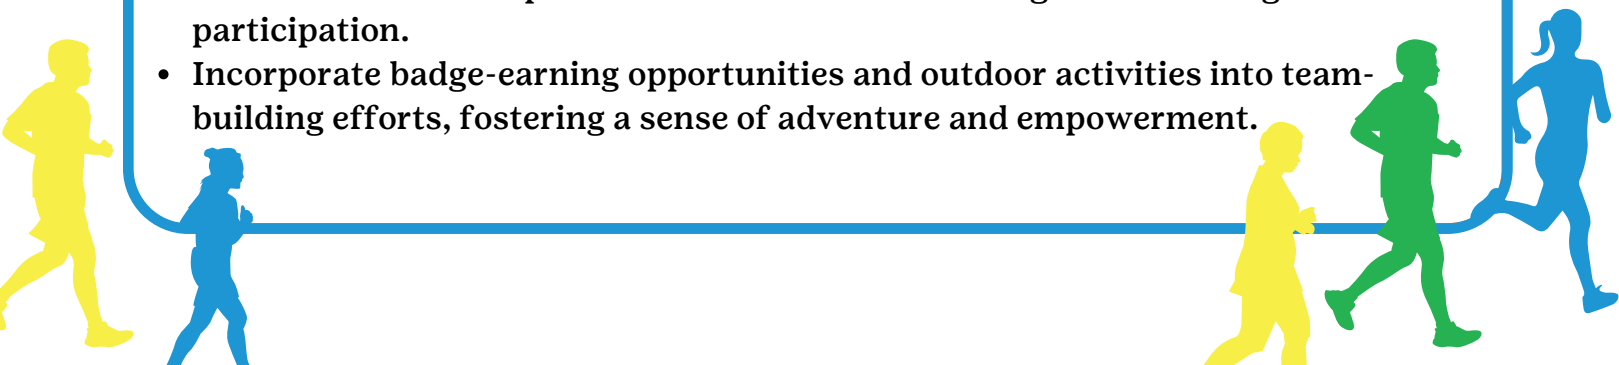 participation.
• Incorporate badge-earning opportunities and outdoor activities into team-
building efforts, fostering a sense of adventure and empowerment.